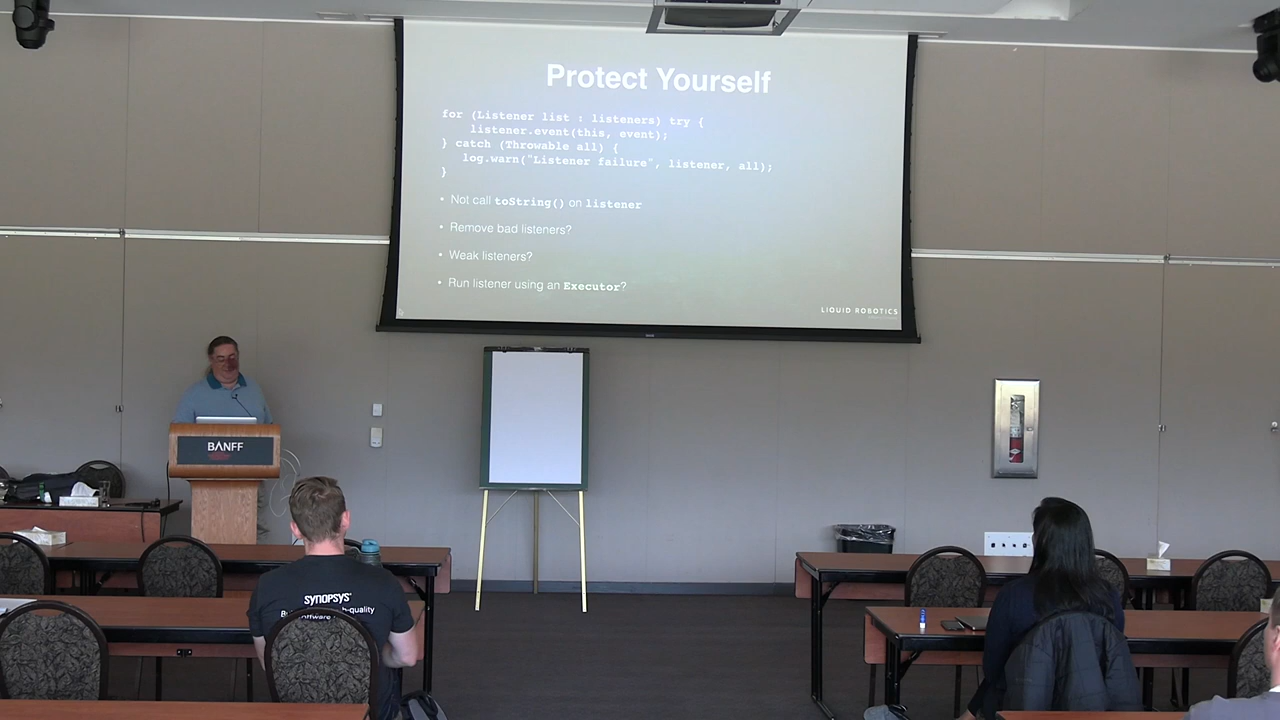 Protect Yourself
for (Listener list : listeners) try {
listener.event(this, event);
} catch (Throwable all) {
log.warn("Listener failure", listener, all);
}
• Not call toString() on listener
• Remove bad listeners?
• Weak listeners?
• Run listener using an Executor?
LIQUID ROBOTICS
BANFF
SYNOPSYS